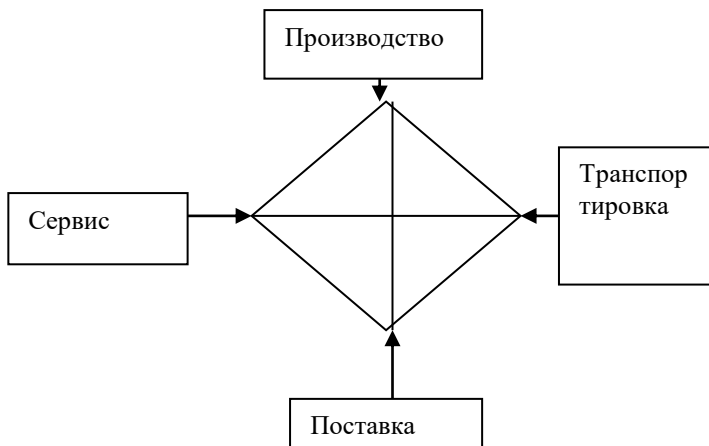 Производство
Сервис
Транспор
тировка
Поставка